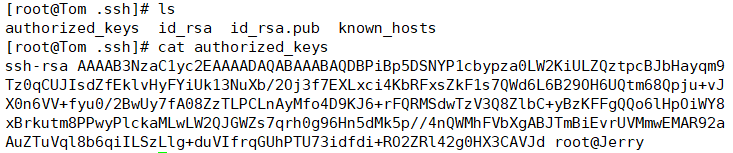 [root@Tom .ssh]# ls
authorized_keys  id_rsa  id_rsa.pub  known_hosts
[root@Tom .ssh]# cat authorized_keys
ssh-rsa AAAAB3NzaC1yc2EAAAADAQABAAABAQDBPiBp5DSNYP1cbypza0LW2KiULZQztpcBJbHayqm9
Tz0qCUJIsdZfEklvHyFYiUk13NuXb/2Oj3f7EXLxci4KbRFxsZkF1s7QWd6L6B29OH6UQtm68Qpju+vJ
X0n6VV+fyu0/2BwUy7fA08ZzTLPCLnAyMfo4D9KJ6+rFQRMSdwTzV3Q8ZlbC+yBzKFFgQQo6lHpOiWY8
xBrkutm8PPwyPlckaMLwLW2QJGWZs7qrh0g96Hn5dMk5p//4nQWMhFVbXgABJTmBiEvrUVMmwEMAR92a
AuZTuVql8b6qiILSzLlg+duVIfrqGUhPTU73idfdi+RO2ZRl42g0HX3CAVJd root@Jerry